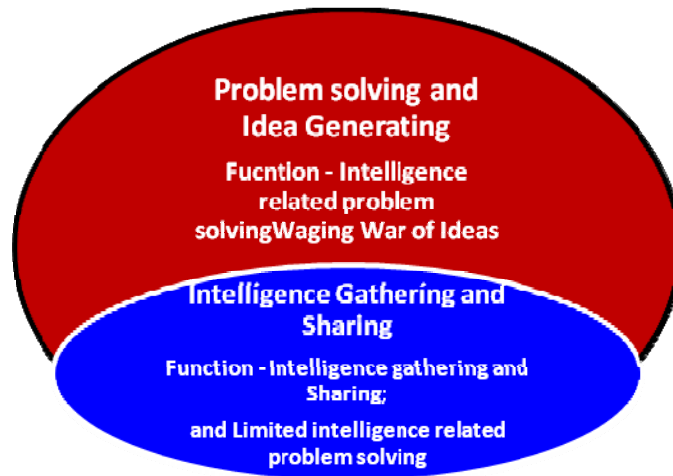 Problem solving and
Idea Generating
Fucntion - Intelligence
related problem
solvingWaging War of Ideas
Intelligence Gathering and
Sharing
Function - Intelligence gathering and
Sharing;
and Limited intelligence related
problem solving